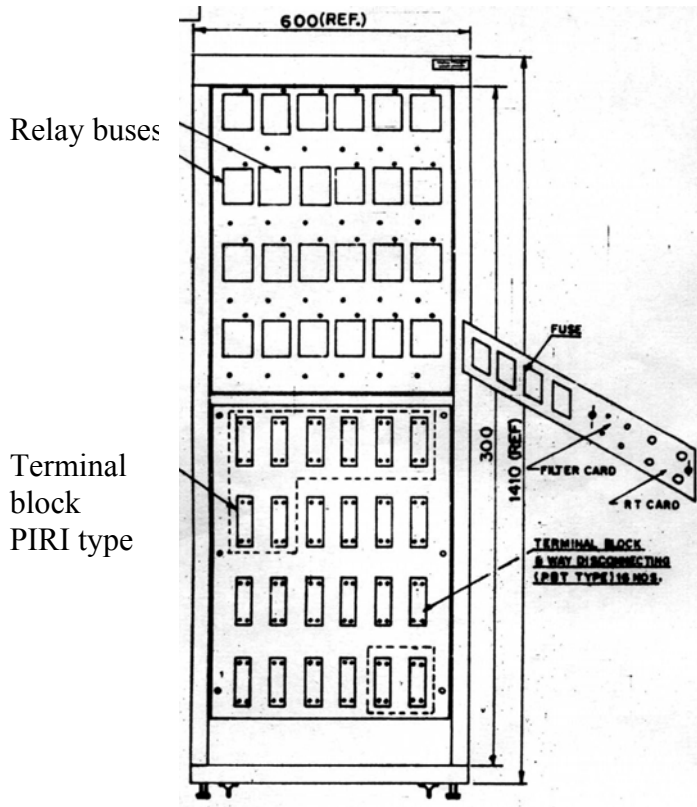 600(REF.)
Relay buses
FUSE
300
1410 (REF)
FILTER CARD
RT CARD
Terminal
block
PIRI type
TERMINAL BLOCK
6 WAY DISCONNECTING
(PBT TYPE) 16 NOS.